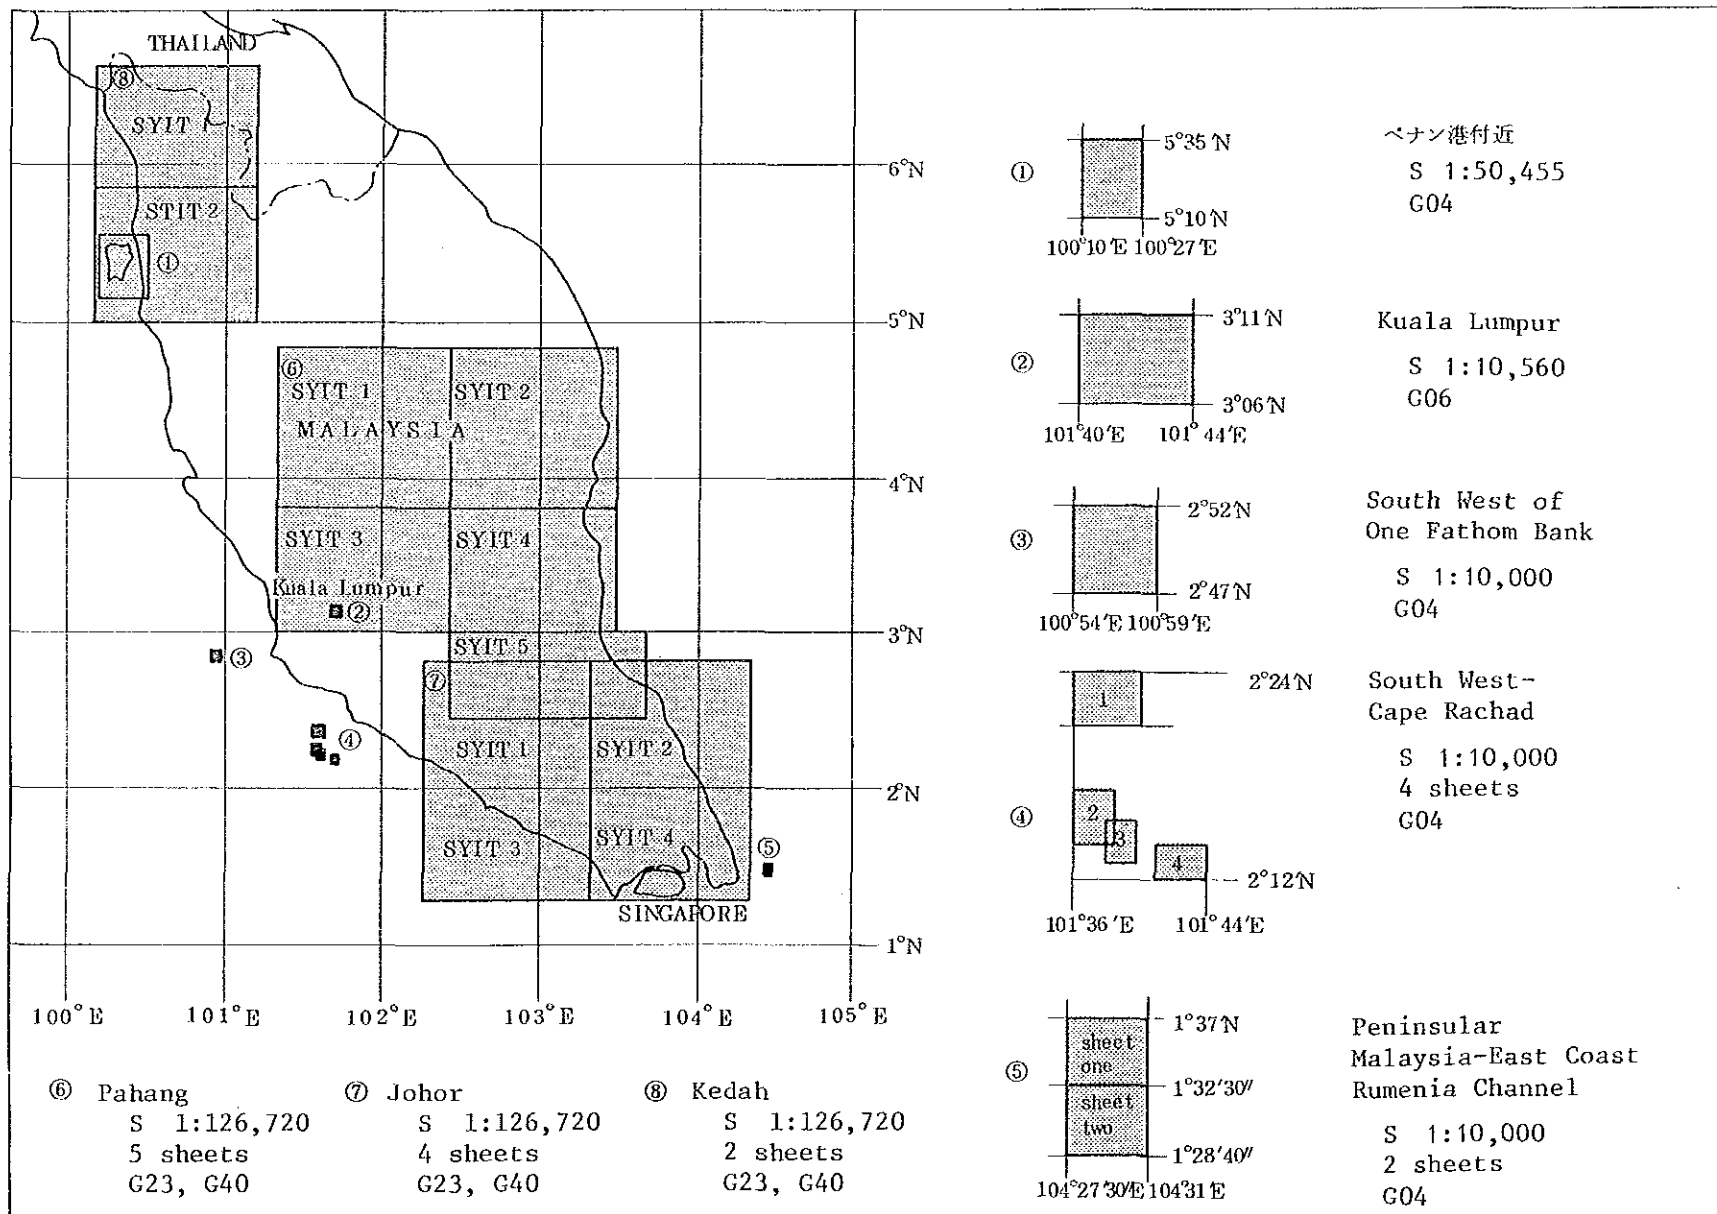 THAILAND
⑧
SYIT 1
STIT 2
①
6°N
5°N
⑥
SYIT 1
SYIT 2
MALAYSIA
4°N
SYIT 3
SYIT 4
Kuala Lumpur
②
3°N
SYIT 5
③
⑦
④
SYIT 1
SYIT 2
2°N
SYIT 3
SYIT 4
⑤
SINGAPORE
1°N
100°E 101°E 102°E 103°E 104°E 105°E
⑥ Pahang
S 1:126,720
5 sheets
G23, G40
⑦ Johor
S 1:126,720
4 sheets
G23, G40
⑧ Kedah
S 1:126,720
2 sheets
G23, G40
①
5°35'N
5°10'N
100°10'E 100°27'E
ペナン港付近
S 1:50,455
G04
②
3°11'N
3°06'N
101°40'E 101°44'E
Kuala Lumpur
S 1:10,560
G06
③
2°52'N
2°47'N
100°54'E 100°59'E
South West of
One Fathom Bank
S 1:10,000
G04
④
1
2°24'N
2
3
4
2°12'N
101°36'E 101°44'E
South West-
Cape Rachad
S 1:10,000
4 sheets
G04
⑤
1°37'N
sheet
one
1°32'30"
sheet
two
1°28'40"
104°27'30"E 104°31'E
Peninsular
Malaysia-East Coast
Rumenia Channel
S 1:10,000
2 sheets
G04